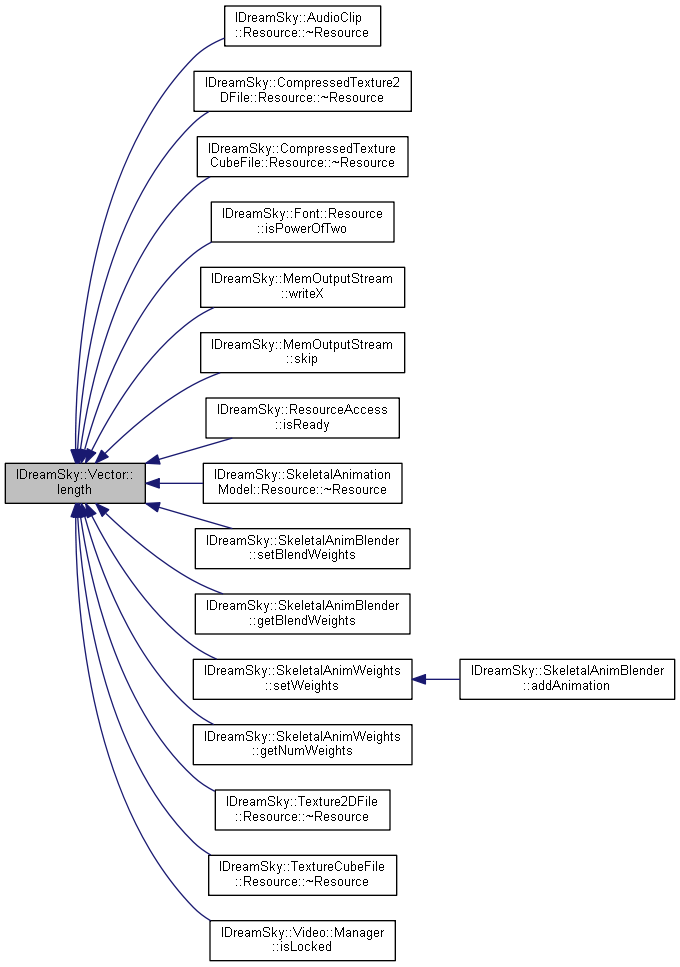 IDreamSky::AudioClip
::Resource::~Resource
IDreamSky::CompressedTexture2
DFile::Resource::~Resource
IDreamSky::CompressedTexture
CubeFile::Resource::~Resource
IDreamSky::Font::Resource
::isPowerOfTwo
IDreamSky::MemOutputStream
::writeX
IDreamSky::MemOutputStream
::skip
IDreamSky::ResourceAccess
::isReady
IDreamSky::Vector::
length
IDreamSky::SkeletalAnimation
Model::Resource::~Resource
IDreamSky::SkeletalAnimBlender
::setBlendWeights
IDreamSky::SkeletalAnimBlender
::getBlendWeights
IDreamSky::SkeletalAnimWeights
::setWeights
IDreamSky::SkeletalAnimBlender
::addAnimation
IDreamSky::SkeletalAnimWeights
::getNumWeights
IDreamSky::Texture2DFile
::Resource::~Resource
IDreamSky::TextureCubeFile
::Resource::~Resource
IDreamSky::Video::Manager
::isLocked